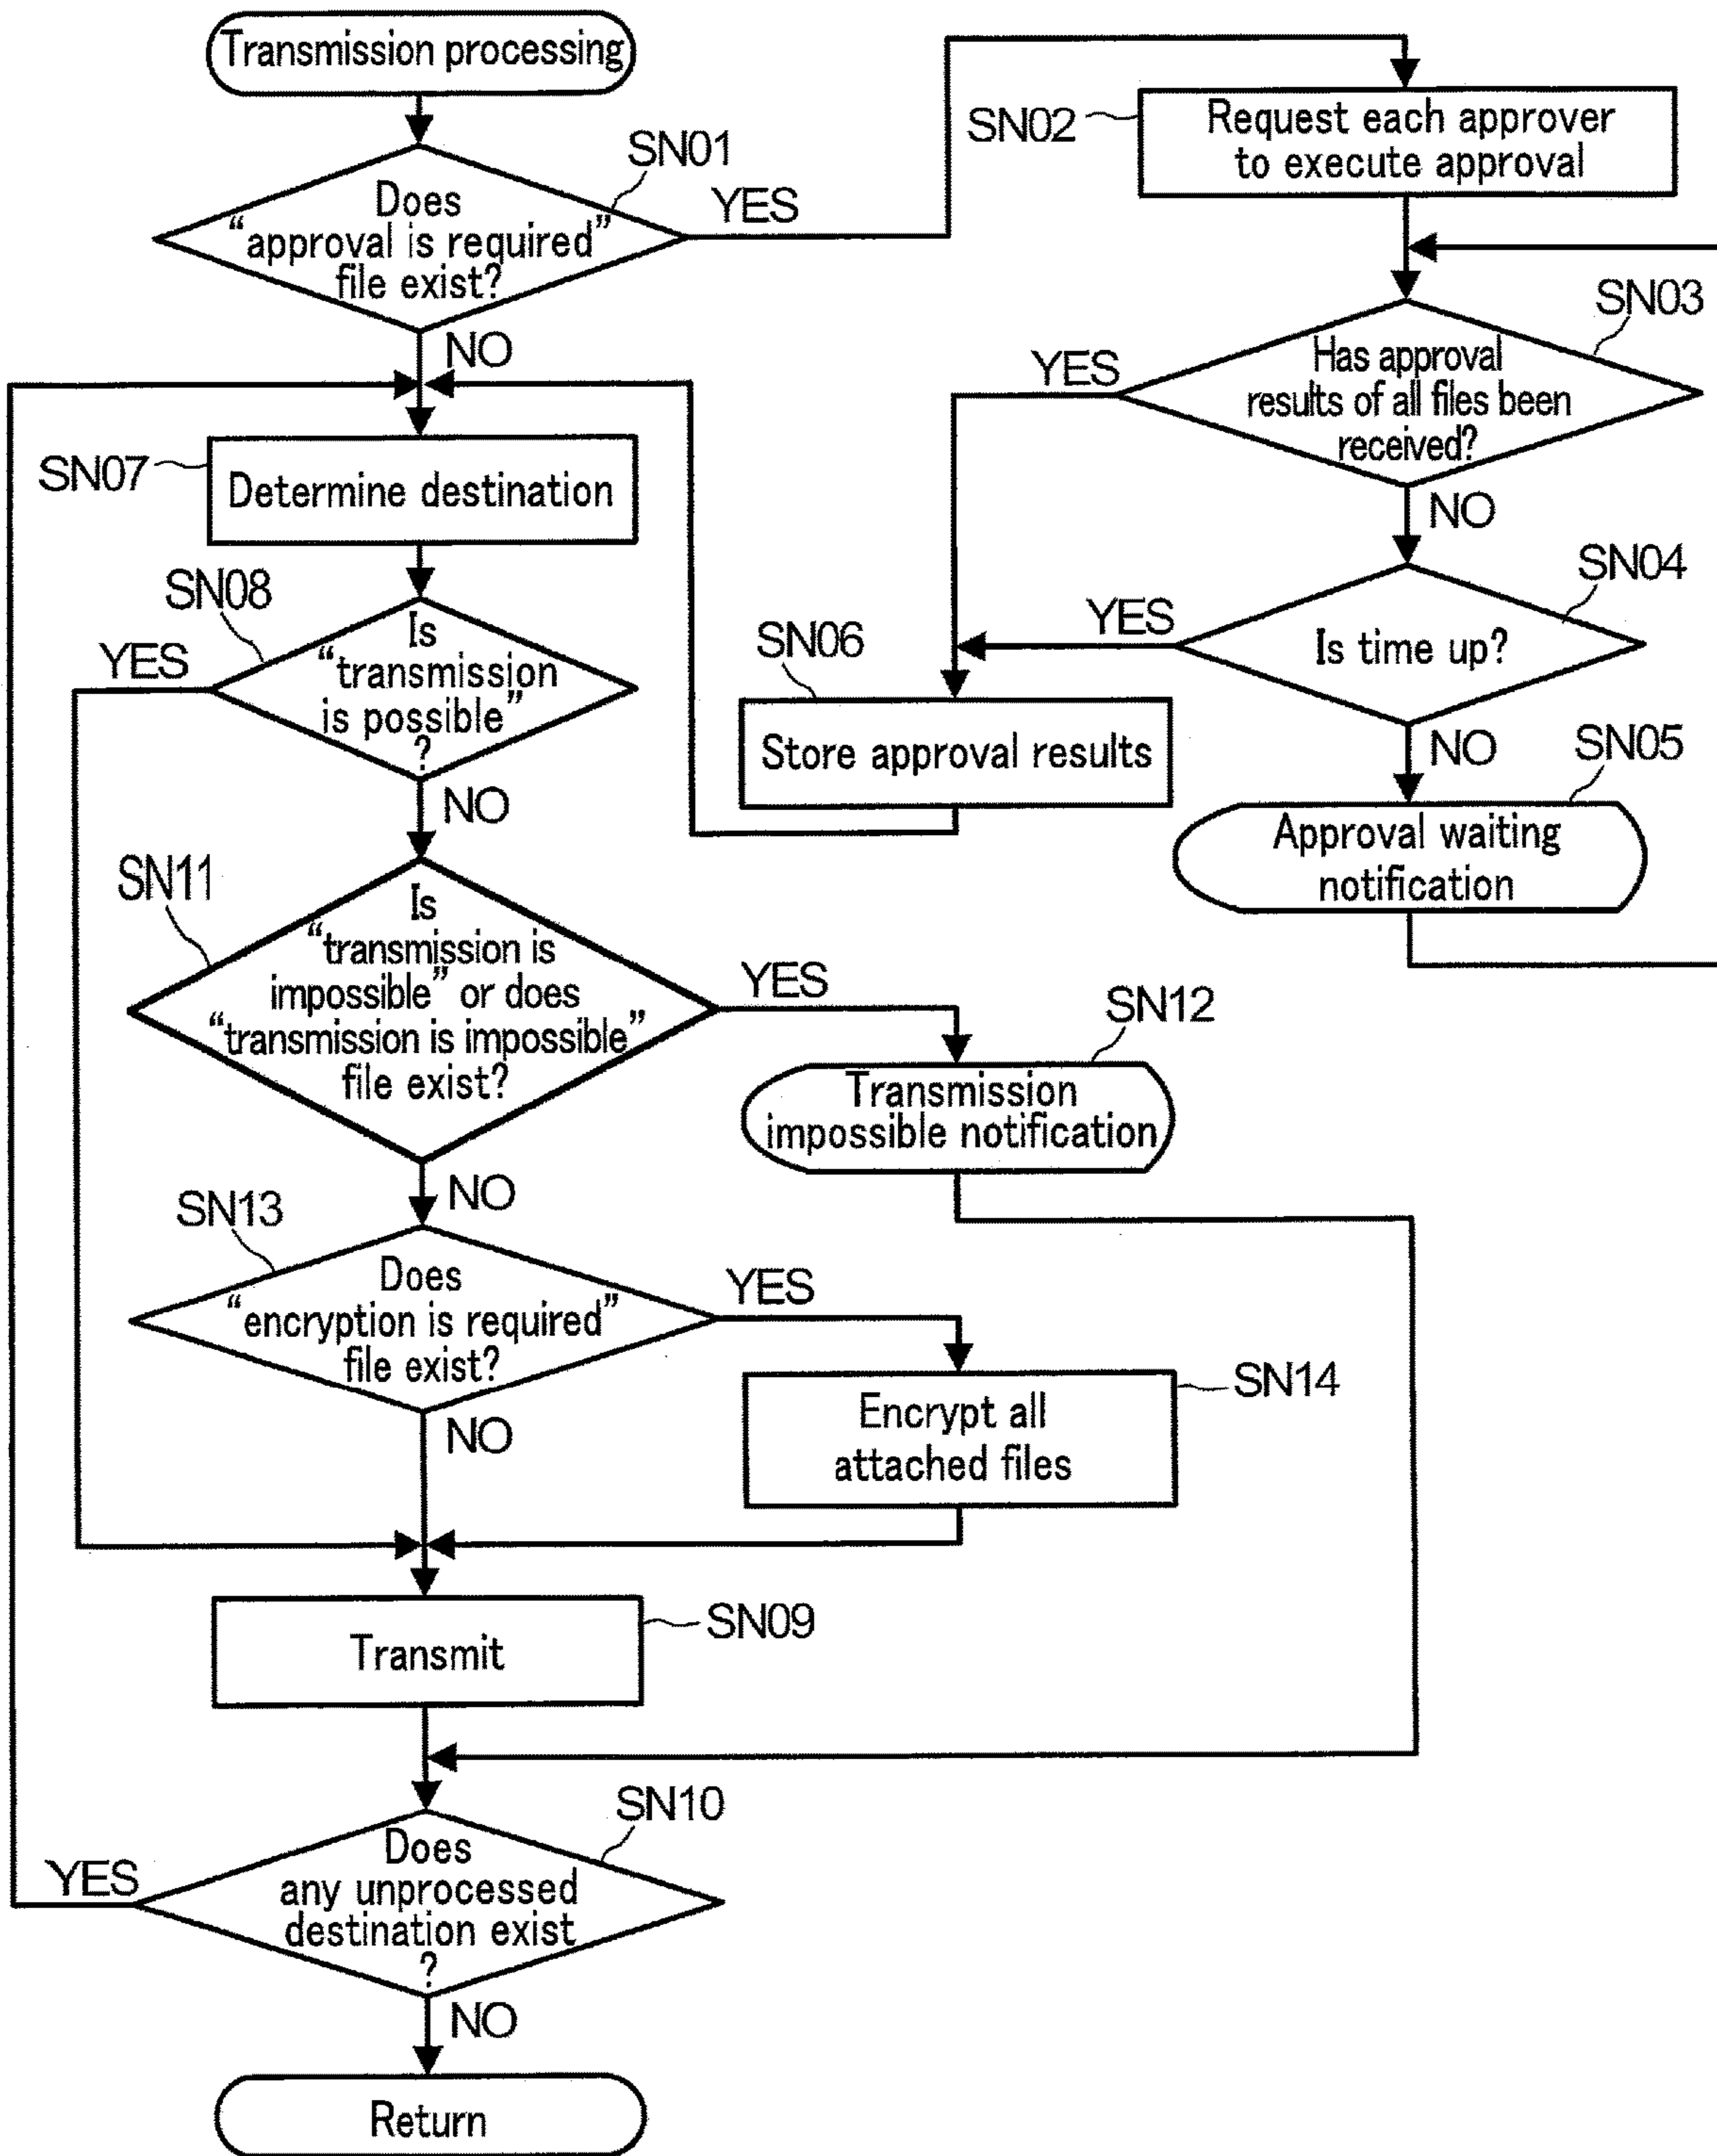 Transmission processing
SN01
Does
“approval is required”
file exist?
YES
NO
SN02
Request each approver
to execute approval
SN03
Has approval
results of all files been
received?
YES
NO
SN04
Is time up?
YES
NO
SN05
Approval waiting
notification
SN06
Store approval results
SN07
Determine destination
SN08
Is
“transmission
is possible”
?
YES
NO
SN11
Is
“transmission is
impossible” or does
“transmission is impossible”
file exist?
YES
NO
SN12
Transmission
impossible notification
SN13
Does
“encryption is required”
file exist?
YES
NO
SN14
Encrypt all
attached files
SN09
Transmit
SN10
Does
any unprocessed
destination exist
?
YES
NO
Return